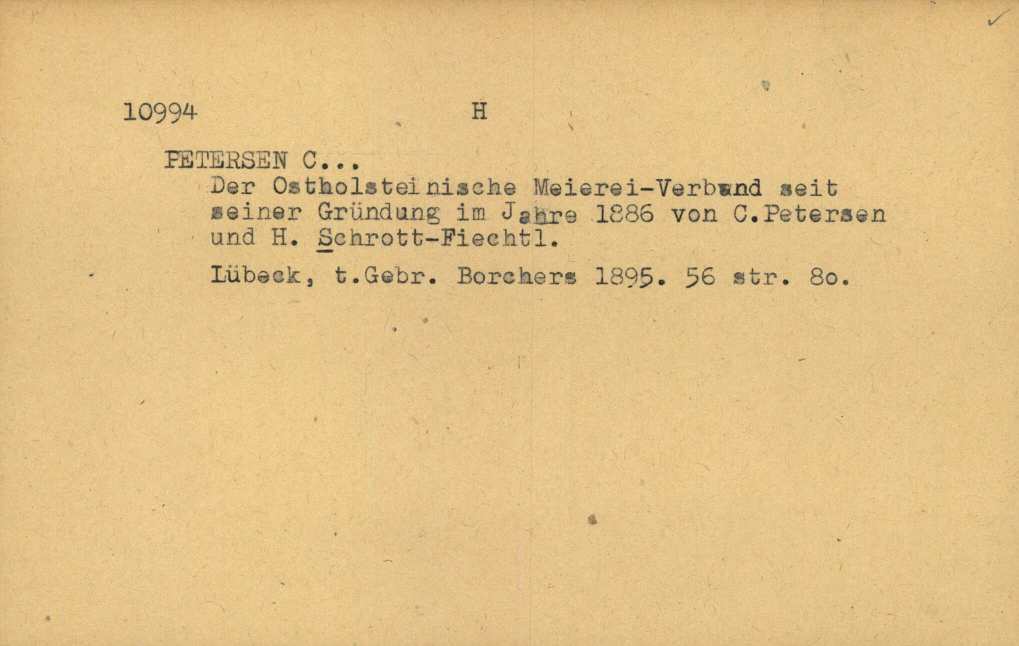 10994 H
PETERSEN C...
Der Ostholsteinische Meierei-Verband seit
seiner Gründung im Jahre 1886 von C.Petersen
und H. Schrott-Fiechtl.
Lübeck, t.Gebr. Borchers 1895. 56 str. 8o.